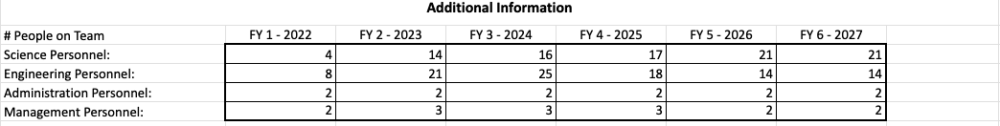 Additional Information
# People on Team FY 1 - 2022 FY 2 - 2023 FY 3 - 2024 FY 4 - 2025 FY 5 - 2026 FY 6 - 2027
Science Personnel: 4 14 16 17 21 21
Engineering Personnel: 8 21 25 18 14 14
Administration Personnel: 2 2 2 2 2 2
Management Personnel: 2 3 3 3 2 2